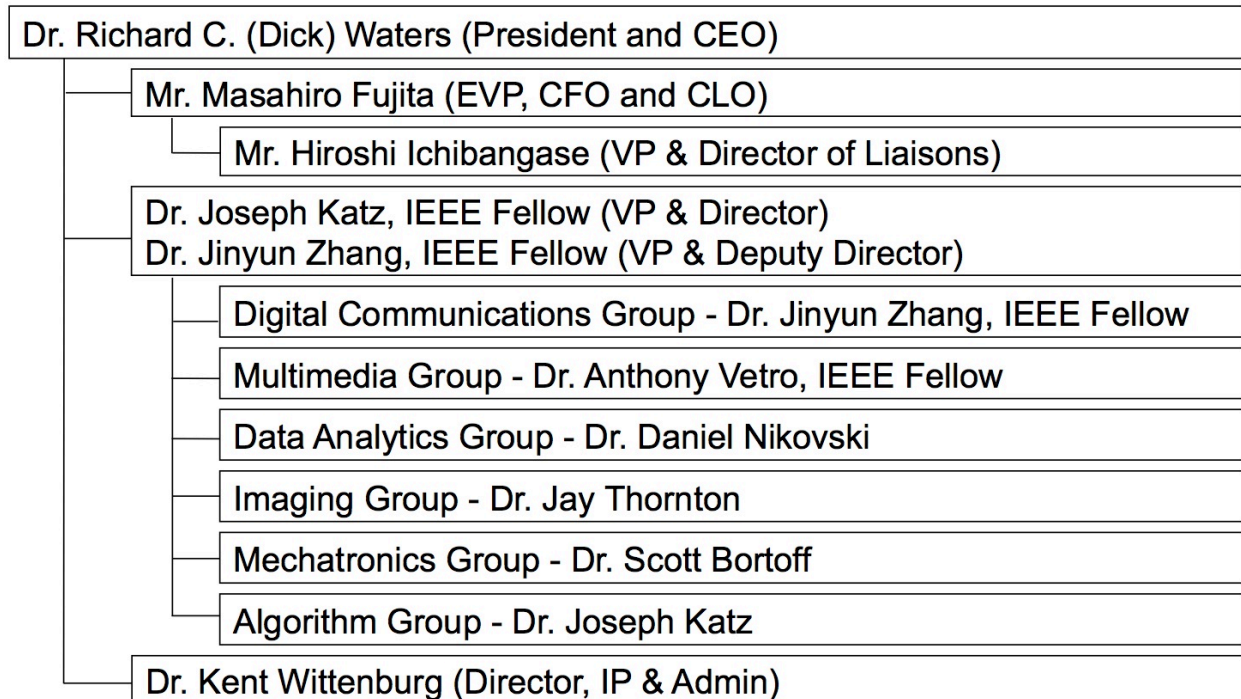 Dr. Richard C. (Dick) Waters (President and CEO)
Mr. Masahiro Fujita (EVP, CFO and CLO)
Mr. Hiroshi Ichibangase (VP & Director of Liaisons)
Dr. Joseph Katz, IEEE Fellow (VP & Director)
Dr. Jinyun Zhang, IEEE Fellow (VP & Deputy Director)
Digital Communications Group - Dr. Jinyun Zhang, IEEE Fellow
Multimedia Group - Dr. Anthony Vetro, IEEE Fellow
Data Analytics Group - Dr. Daniel Nikovski
Imaging Group - Dr. Jay Thornton
Mechatronics Group - Dr. Scott Bortoff
Algorithm Group - Dr. Joseph Katz
Dr. Kent Wittenburg (Director, IP & Admin)